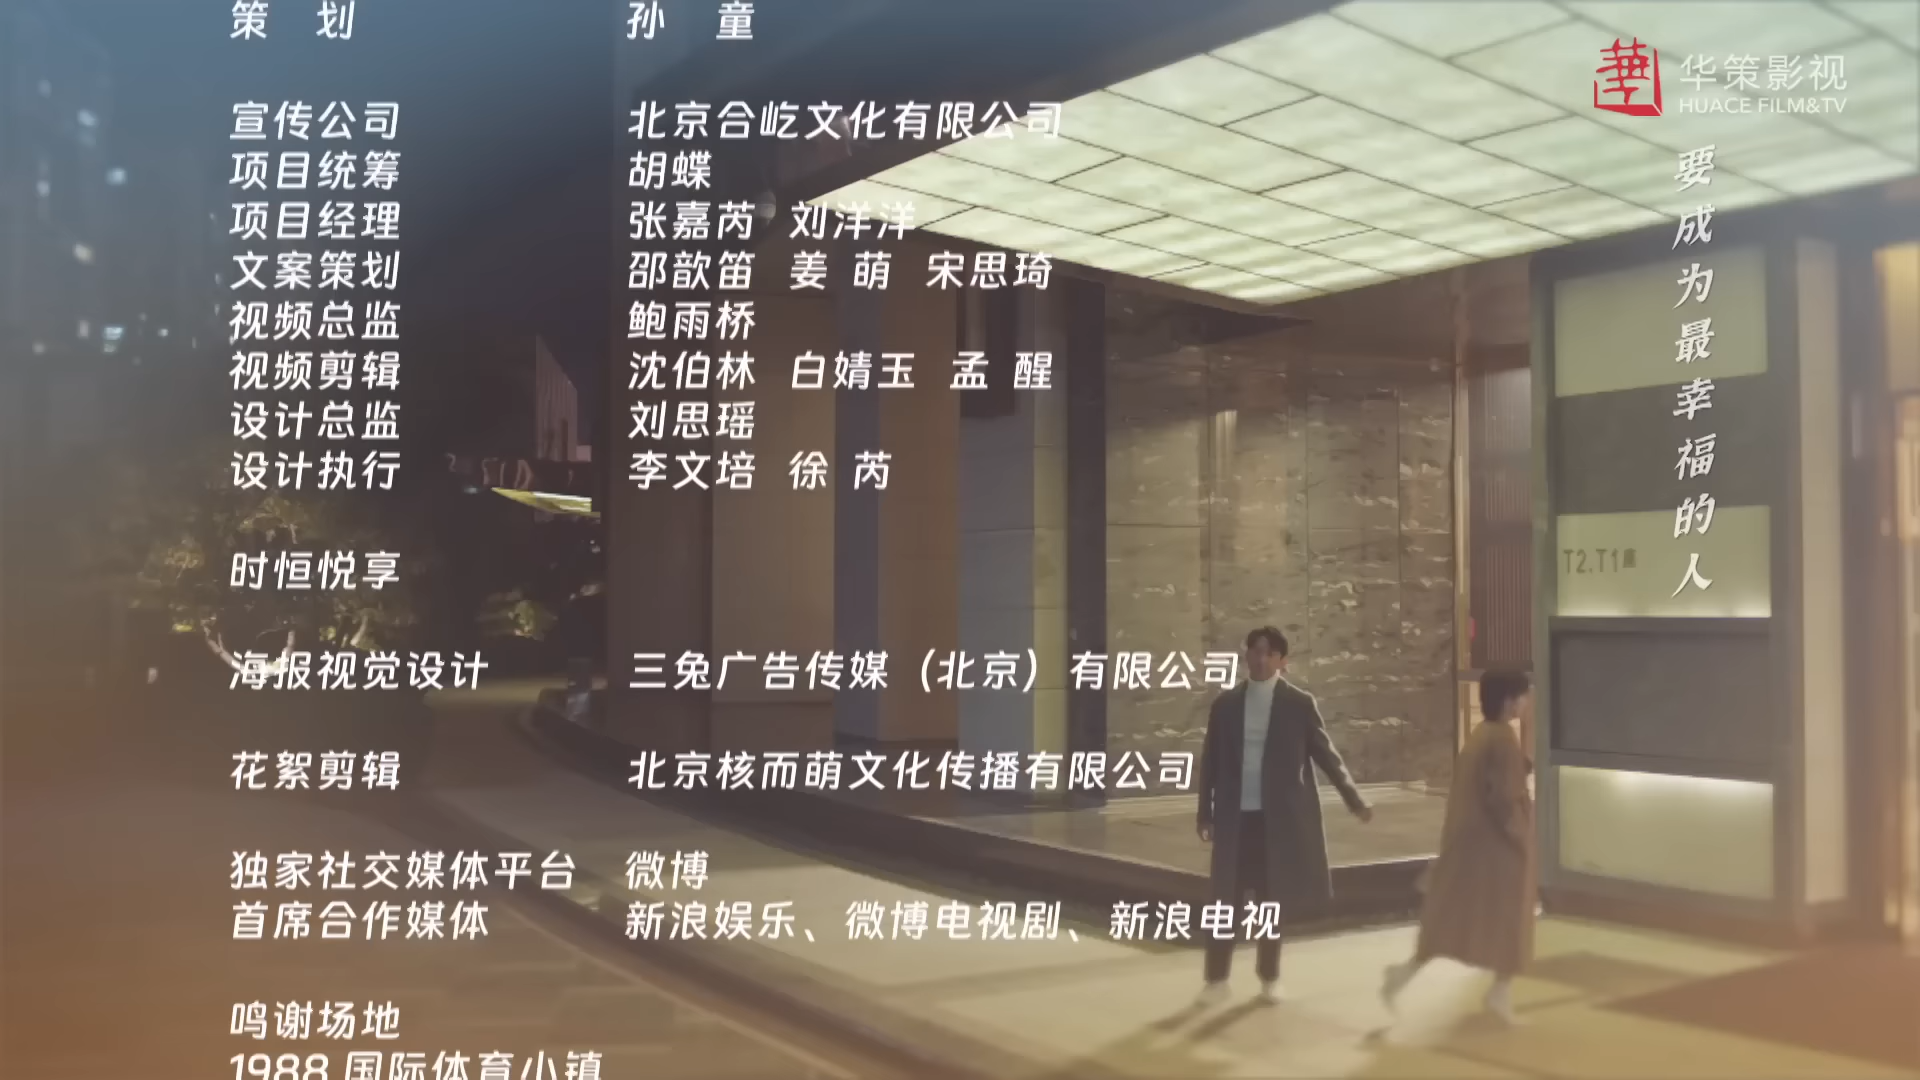 策 划 孙 童
宣传公司 北京合屹文化有限公司
项目统筹 胡蝶
项目经理 张嘉芮 刘洋洋
文案策划 邵歆笛 姜 萌 宋思琦
视频总监 鲍雨桥
视频剪辑 沈伯林 白婧玉 孟 醒
设计总监 刘思瑶
设计执行 李文培 徐 芮
时恒悦享
海报视觉设计 三兔广告传媒（北京）有限公司
花絮剪辑 北京核而萌文化传播有限公司
独家社交媒体平台 微博
首席合作媒体 新浪娱乐、微博电视剧、新浪电视
鸣谢场地
1988 国际体育小镇
华策影视
HUACE FILM&TV
要成为最幸福的人
T2.T1席